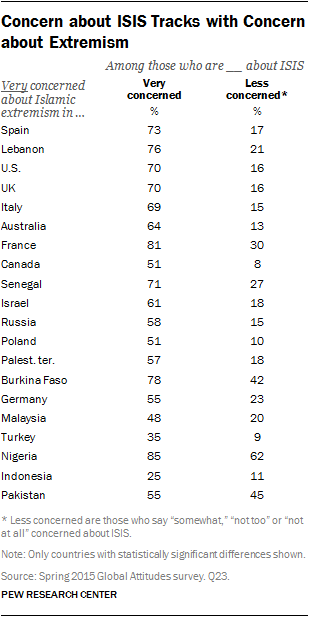 Concern about ISIS Tracks with Concern
about Extremism
Among those who are __ about ISIS
Very concerned
about Islamic
extremism in ...
Very
concerned
Less
concerned*
% %
Spain 73 17
Lebanon 76 21
U.S. 70 16
UK 70 16
Italy 69 15
Australia 64 13
France 81 30
Canada 51 8
Senegal 71 27
Israel 61 18
Russia 58 15
Poland 51 10
Palest. ter. 57 18
Burkina Faso 78 42
Germany 55 23
Malaysia 48 20
Turkey 35 9
Nigeria 85 62
Indonesia 25 11
Pakistan 55 45
* Less concerned are those who say “somewhat,” “not too” or “not
at all” concerned about ISIS.
Note: Only countries with statistically significant differences shown.
Source: Spring 2015 Global Attitudes survey. Q23.
PEW RESEARCH CENTER